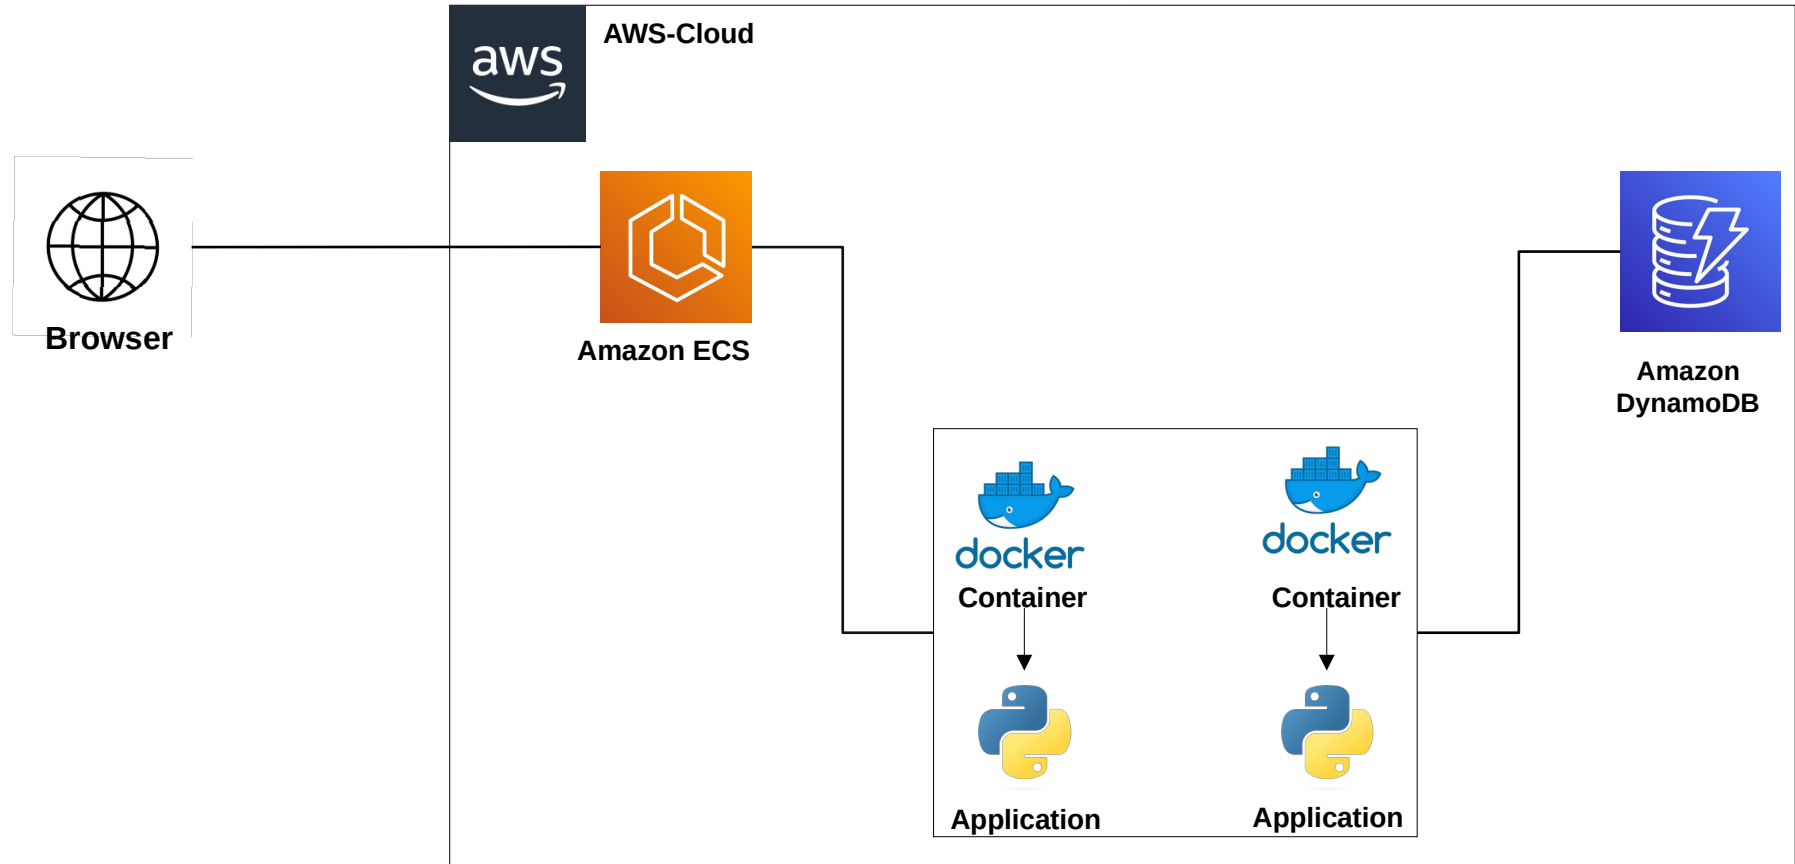 AWS-Cloud
aws
Browser
Amazon ECS
Amazon
DynamoDB
docker
docker
Container
Container
Application
Application